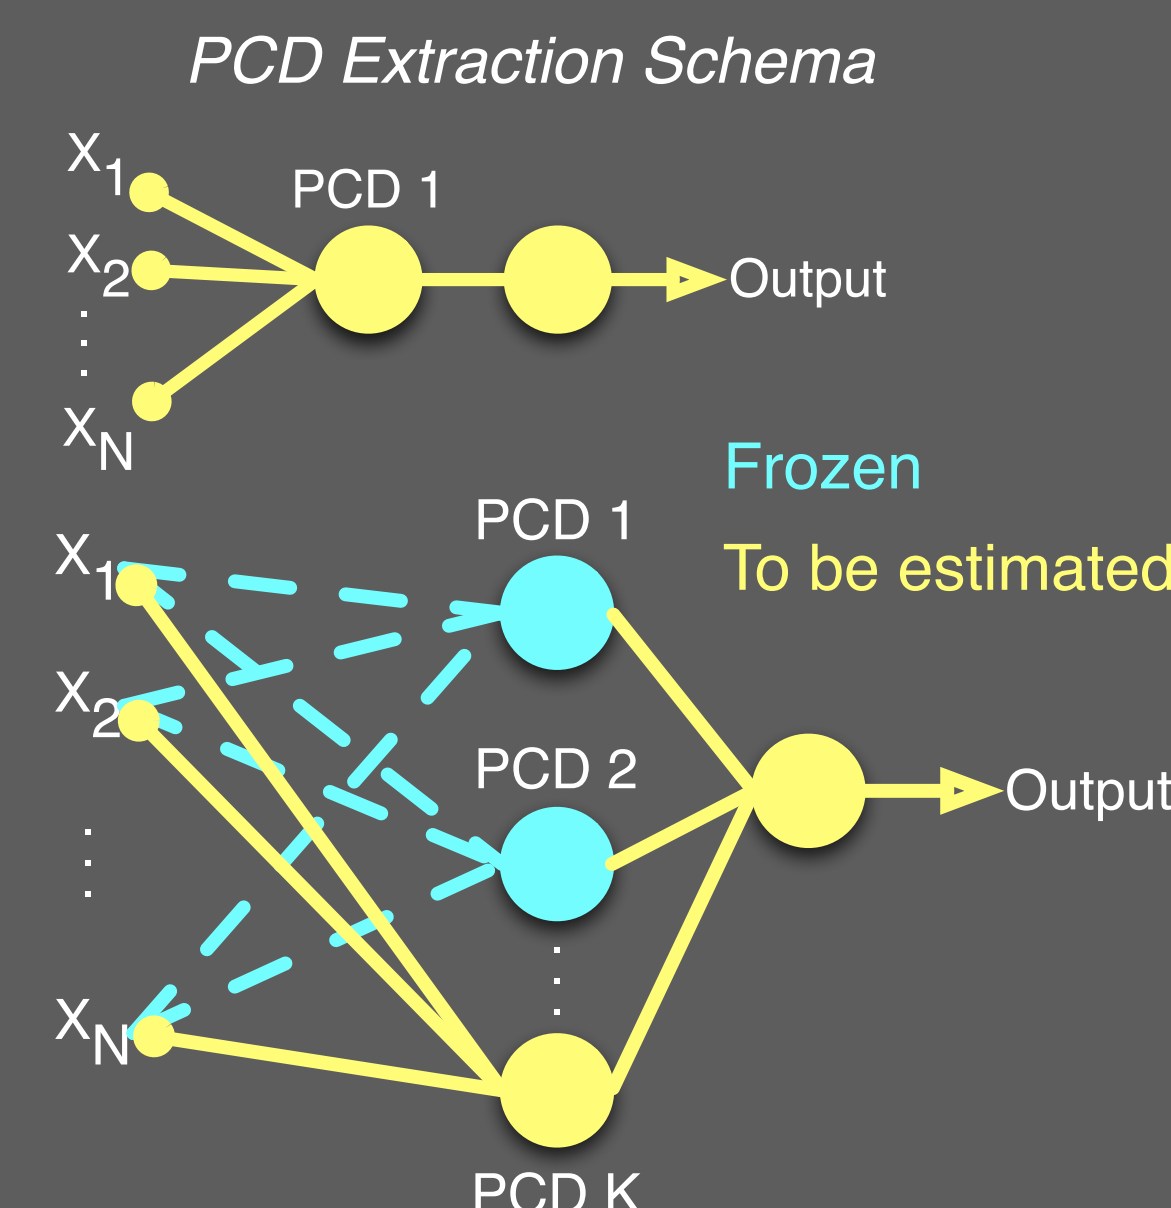 PCD Extraction Schema
X1
PCD 1
X2
Output
XN
Frozen
PCD 1
To be estimated
X1
X2
PCD 2
Output
XN
PCD K